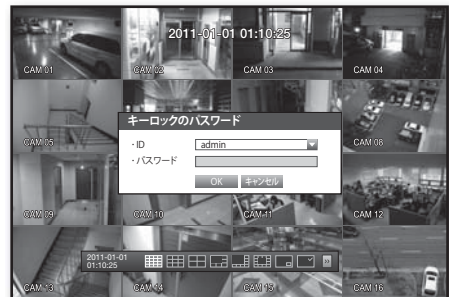 2011-01-01 01:10:25
CAM 01
CAM 02
CAM 03
CAM 04
キーロックのパスワード
CAM 05
CAM 08
・ID
admin
・パスワード
OK
キャンセル
CAM 09
CAM 10
CAM 11
CAM 12
2011-01-01
01:10:25
CAM 13
CAM 14
CAM 15
CAM 16